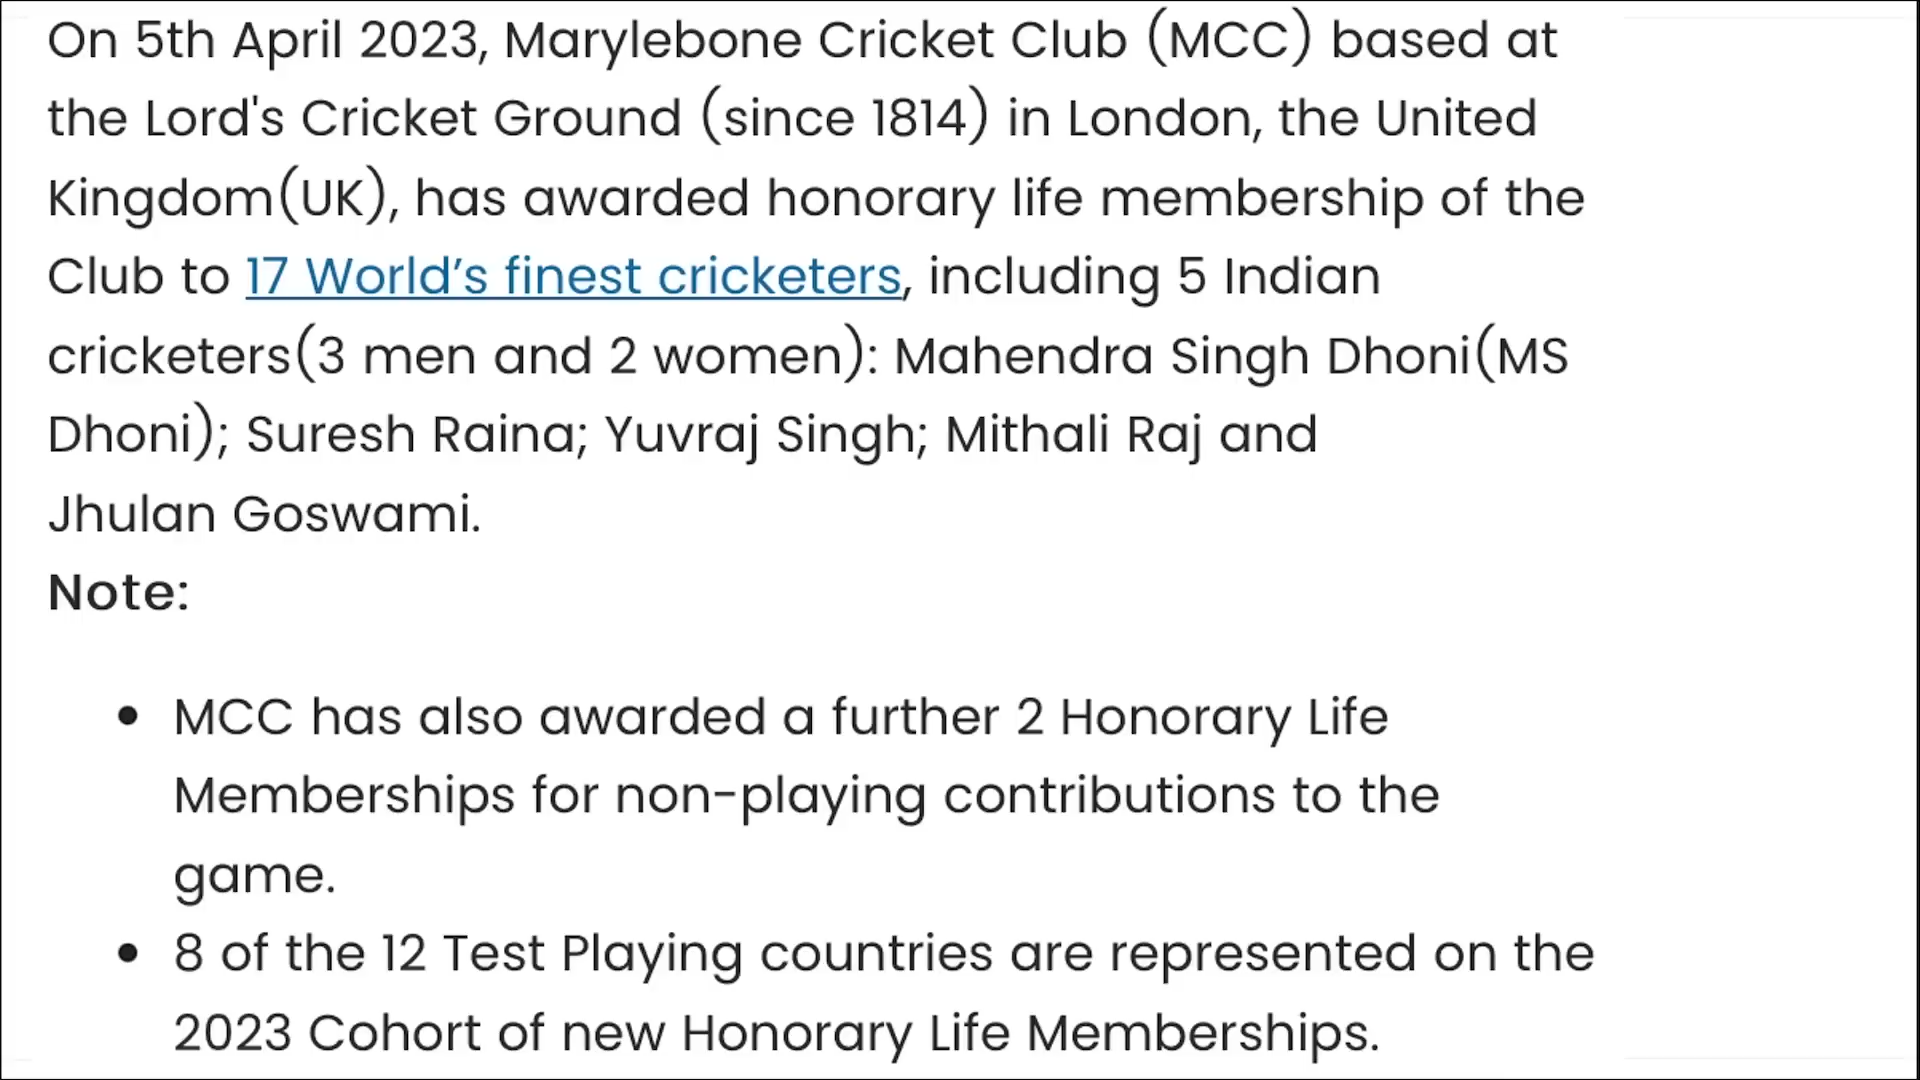 On 5th April 2023, Marylebone Cricket Club (MCC) based at
the Lord's Cricket Ground (since 1814) in London, the United
Kingdom(UK), has awarded honorary life membership of the
Club to 17 World’s finest cricketers, including 5 Indian
cricketers(3 men and 2 women): Mahendra Singh Dhoni(MS
Dhoni); Suresh Raina; Yuvraj Singh; Mithali Raj and
Jhulan Goswami.
Note:
• MCC has also awarded a further 2 Honorary Life
Memberships for non-playing contributions to the
game.
• 8 of the 12 Test Playing countries are represented on the
2023 Cohort of new Honorary Life Memberships.